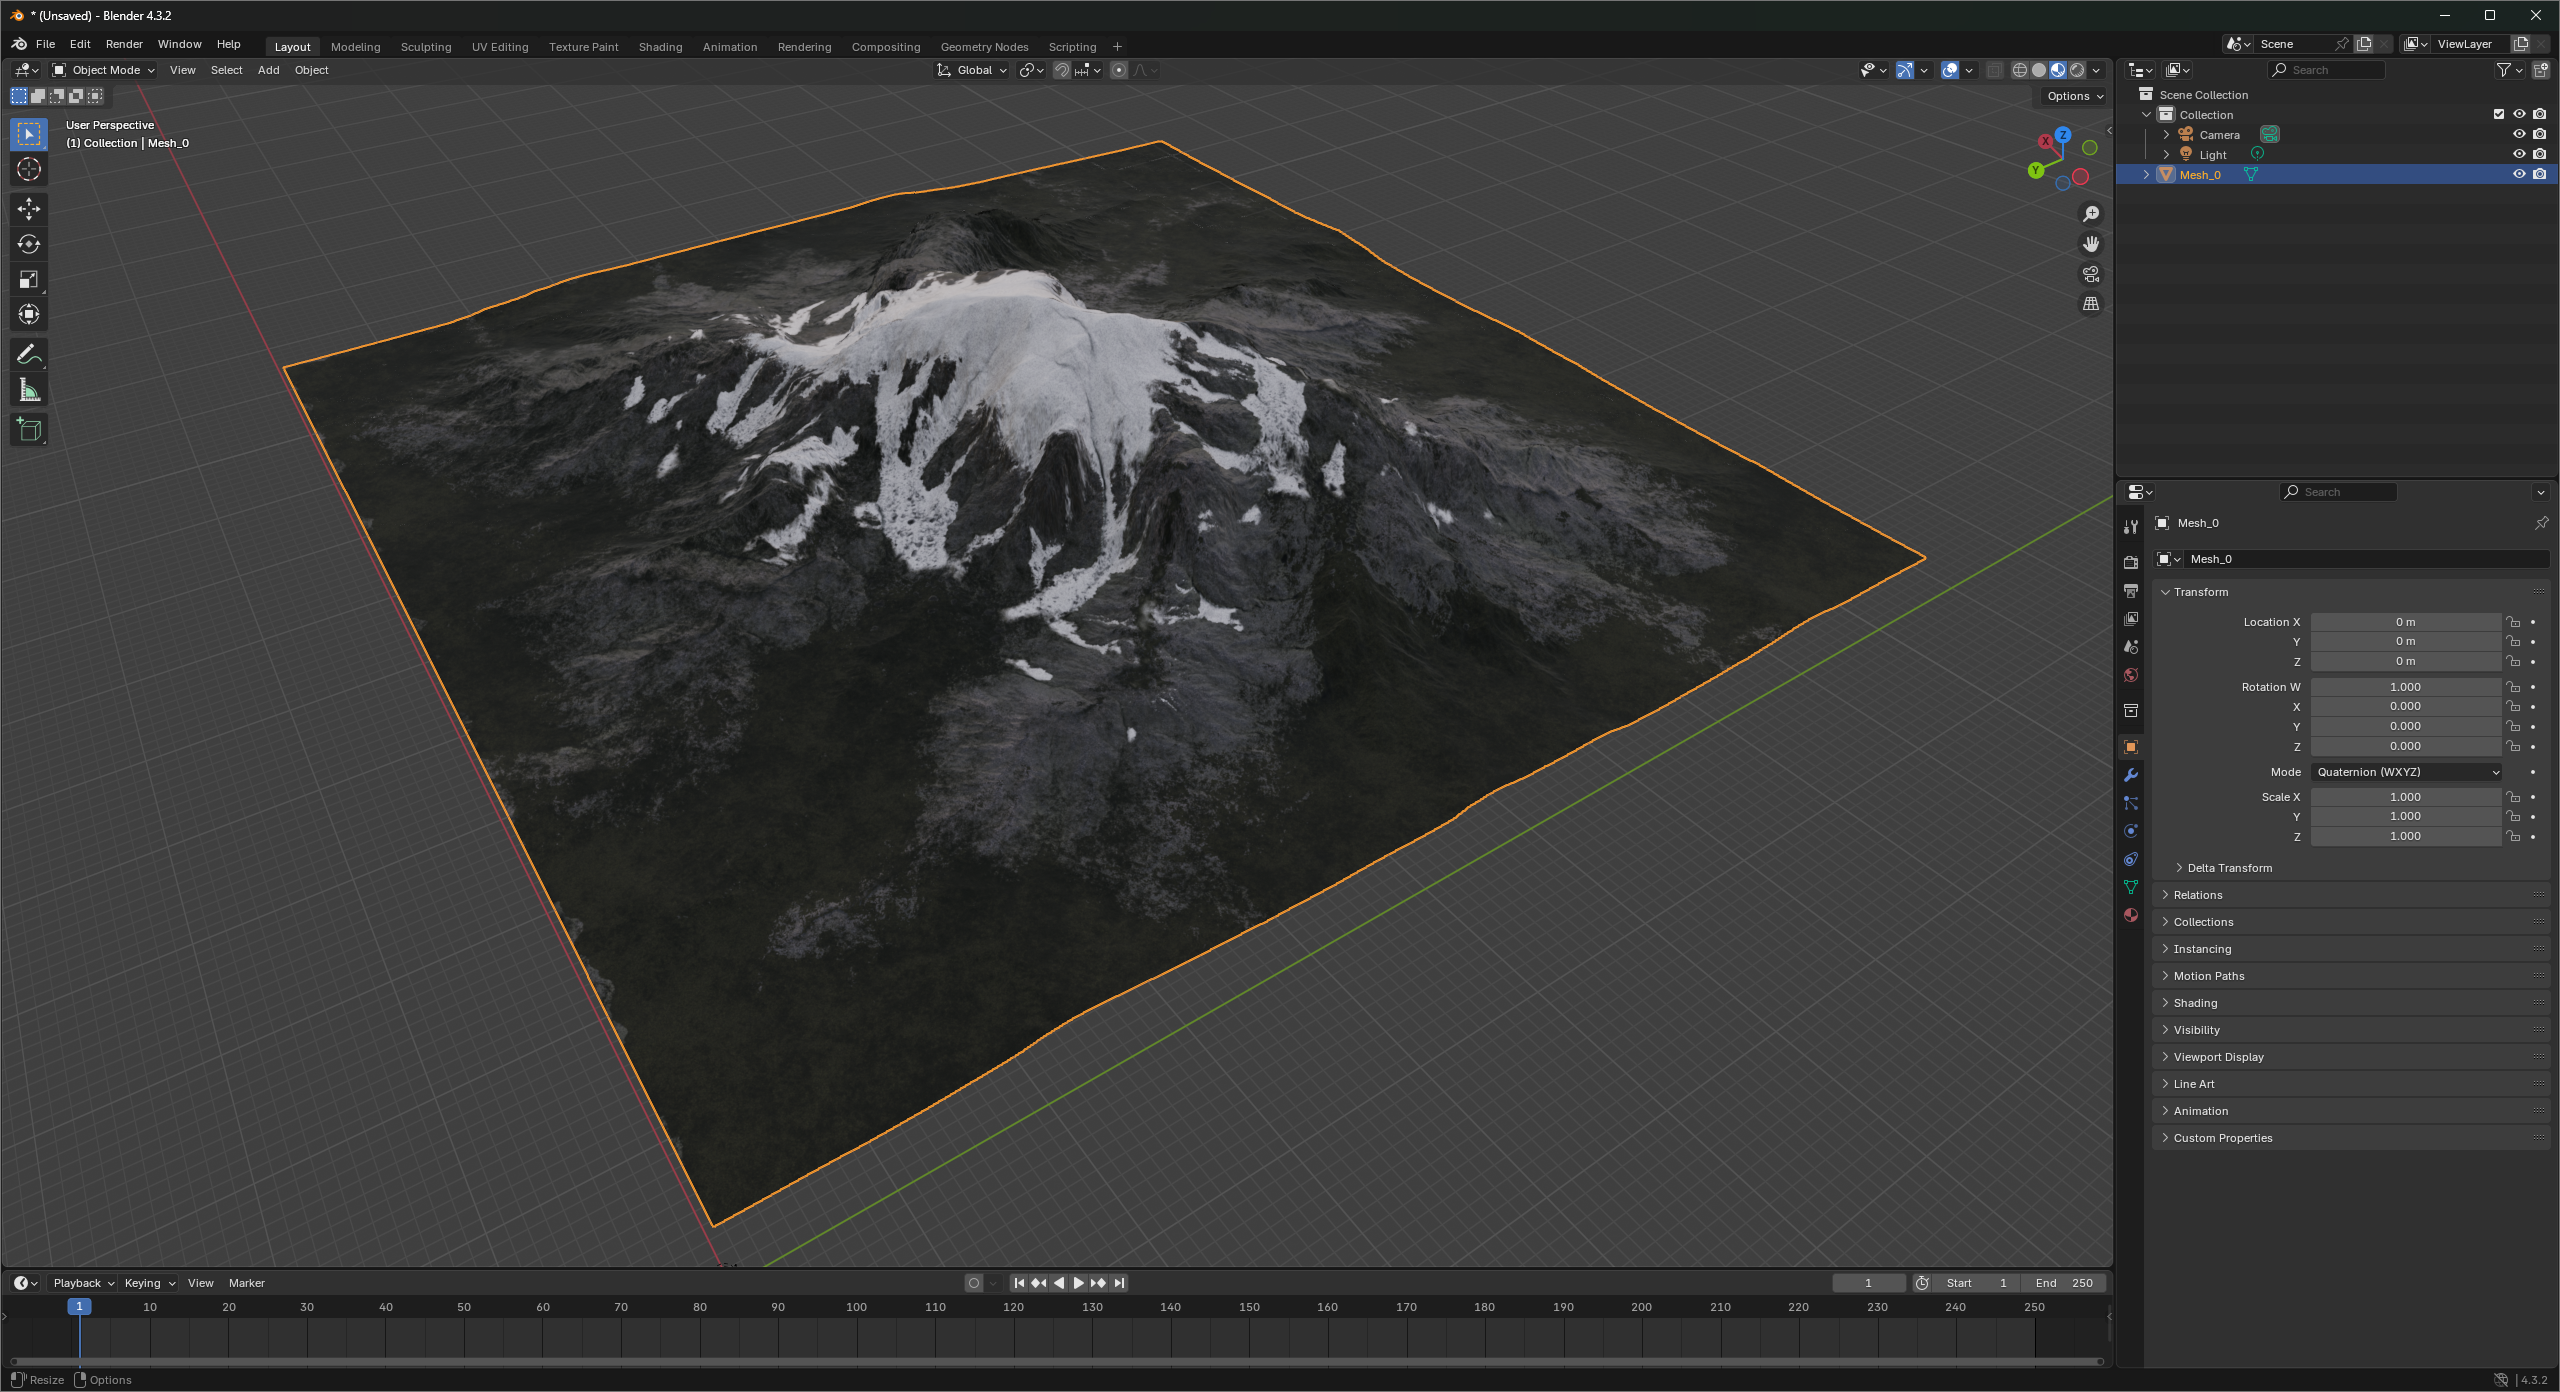 * (Unsaved) - Blender 4.3.2
File Edit Render Window Help Layout Modeling Sculpting UV Editing Texture Paint Shading Animation Rendering Compositing Geometry Nodes Scripting + Scene ViewLayer
Object Mode View Select Add Object Global Search
Options
User Perspective
(1) Collection | Mesh_0
X Z Y
Scene Collection
Collection
Camera
Light
Mesh_0
Search
Mesh_0
Mesh_0
Transform
Location X 0 m
Y 0 m
Z 0 m
Rotation W 1.000
X 0.000
Y 0.000
Z 0.000
Mode Quaternion (WXYZ)
Scale X 1.000
Y 1.000
Z 1.000
Delta Transform
Relations
Collections
Instancing
Motion Paths
Shading
Visibility
Viewport Display
Line Art
Animation
Custom Properties
Playback Keying View Marker 1 Start 1 End 250
1 10 20 30 40 50 60 70 80 90 100 110 120 130 140 150 160 170 180 190 200 210 220 230 240 250
Resize Options 4.3.2